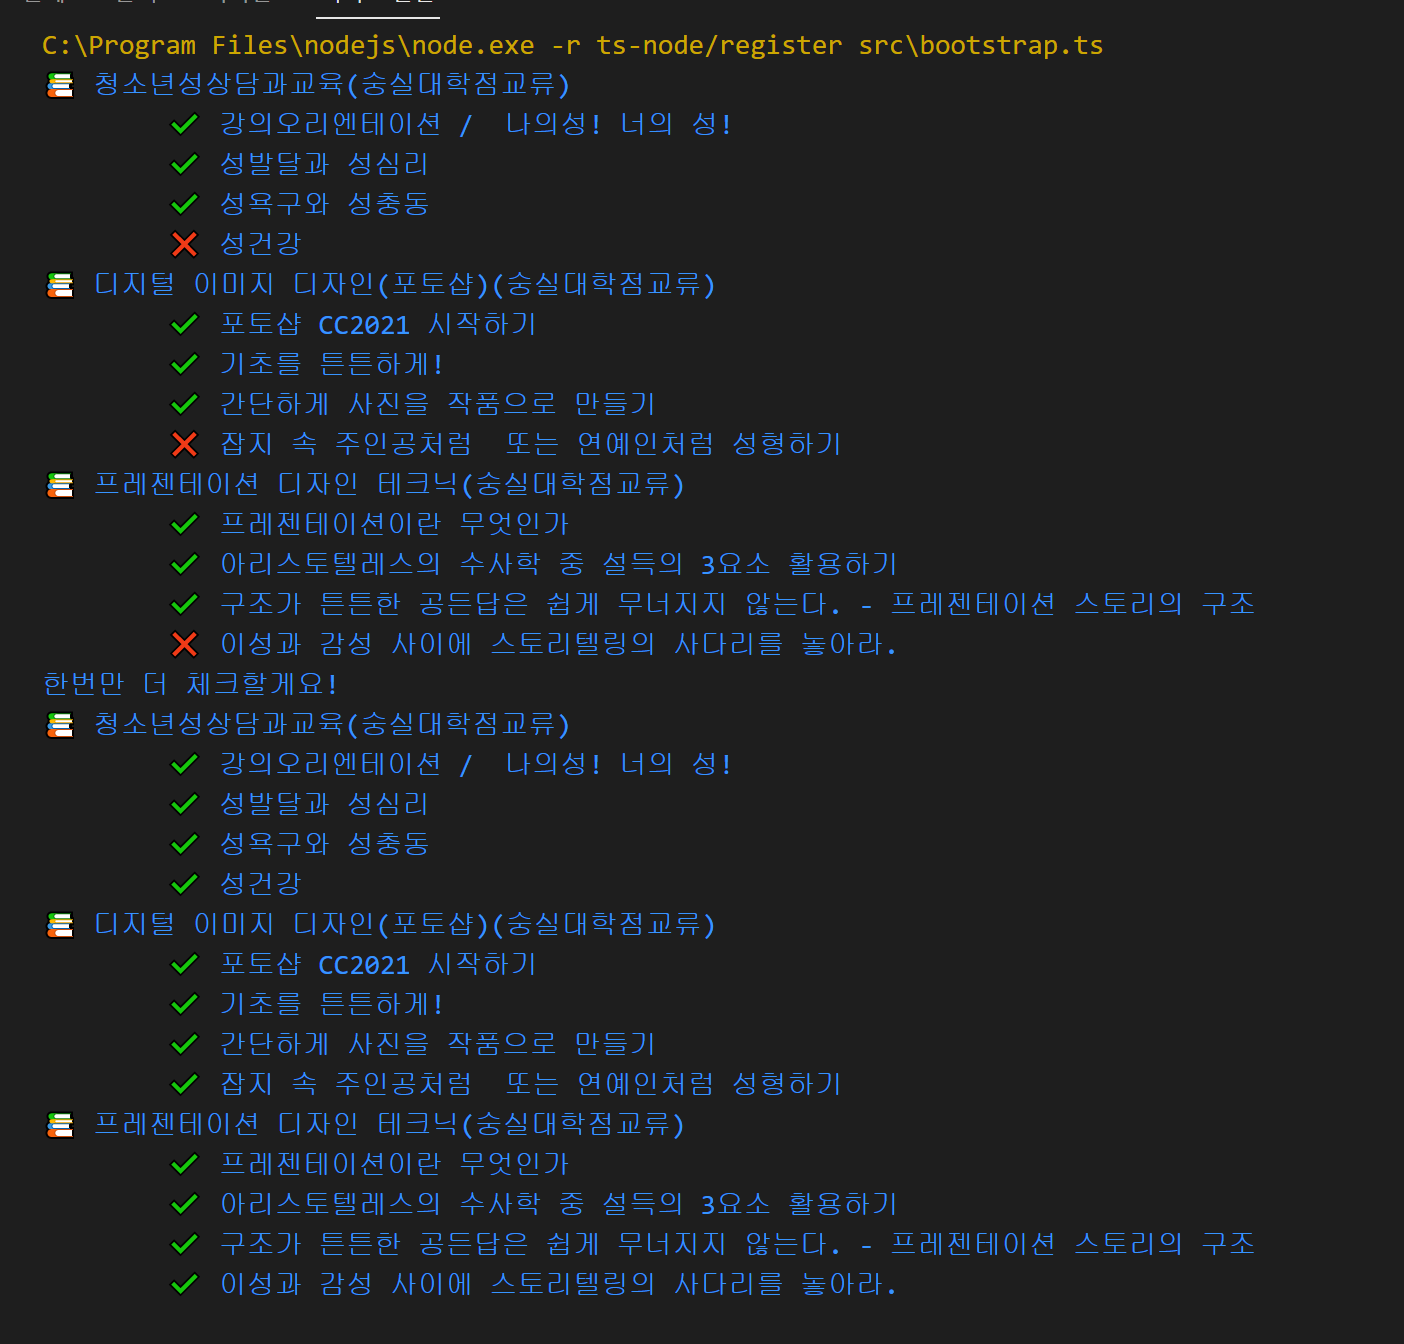 C:\Program Files\nodejs\node.exe -r ts-node/register src\bootstrap.ts
📚 청소년성상담과교육(숭실대학점교류)
✔ 강의오리엔테이션 /  나의성! 너의 성!
✔ 성발달과 성심리
✔ 성욕구와 성충동
❌ 성건강
📚 디지털 이미지 디자인(포토샵)(숭실대학점교류)
✔ 포토샵 CC2021 시작하기
✔ 기초를 튼튼하게!
✔ 간단하게 사진을 작품으로 만들기
❌ 잡지 속 주인공처럼  또는 연예인처럼 성형하기
📚 프레젠테이션 디자인 테크닉(숭실대학점교류)
✔ 프레젠테이션이란 무엇인가
✔ 아리스토텔레스의 수사학 중 설득의 3요소 활용하기
✔ 구조가 튼튼한 공든답은 쉽게 무너지지 않는다. - 프레젠테이션 스토리의 구조
❌ 이성과 감성 사이에 스토리텔링의 사다리를 놓아라.
한번만 더 체크할게요!
📚 청소년성상담과교육(숭실대학점교류)
✔ 강의오리엔테이션 /  나의성! 너의 성!
✔ 성발달과 성심리
✔ 성욕구와 성충동
✔ 성건강
📚 디지털 이미지 디자인(포토샵)(숭실대학점교류)
✔ 포토샵 CC2021 시작하기
✔ 기초를 튼튼하게!
✔ 간단하게 사진을 작품으로 만들기
✔ 잡지 속 주인공처럼  또는 연예인처럼 성형하기
📚 프레젠테이션 디자인 테크닉(숭실대학점교류)
✔ 프레젠테이션이란 무엇인가
✔ 아리스토텔레스의 수사학 중 설득의 3요소 활용하기
✔ 구조가 튼튼한 공든답은 쉽게 무너지지 않는다. - 프레젠테이션 스토리의 구조
✔ 이성과 감성 사이에 스토리텔링의 사다리를 놓아라.